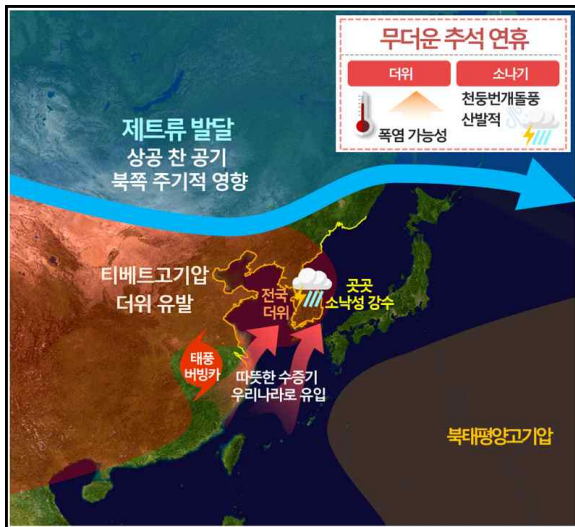 무더운 추석 연휴
더위
소나기
폭염 가능성
천둥번개돌풍
산발적
제트류 발달
상공 찬 공기
북쪽 주기적 영향
티베트고기압
더위 유발
전국
더위
곳곳
소낙성 강수
태풍
버빙카
따뜻한 수증기
우리나라로 유입
북태평양고기압